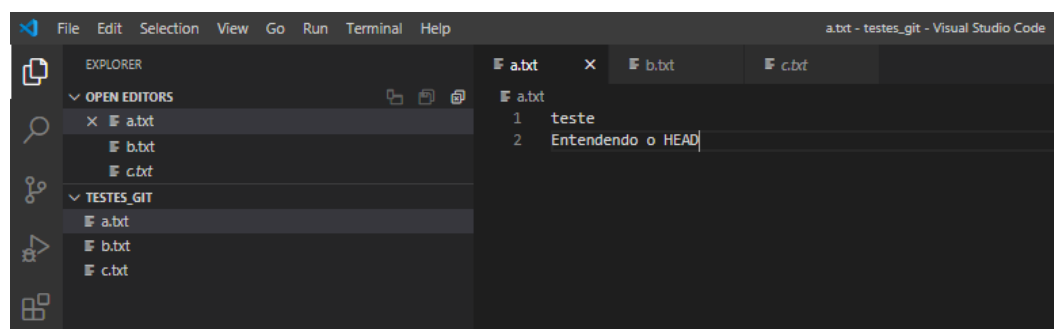 File Edit Selection View Go Run Terminal Help
a.txt - testes_git - Visual Studio Code
EXPLORER
OPEN EDITORS
a.txt
b.txt
c.txt
TESTES_GIT
a.txt
b.txt
c.txt
a.txt b.txt c.txt
a.txt
1 teste
2 Entendendo o HEAD